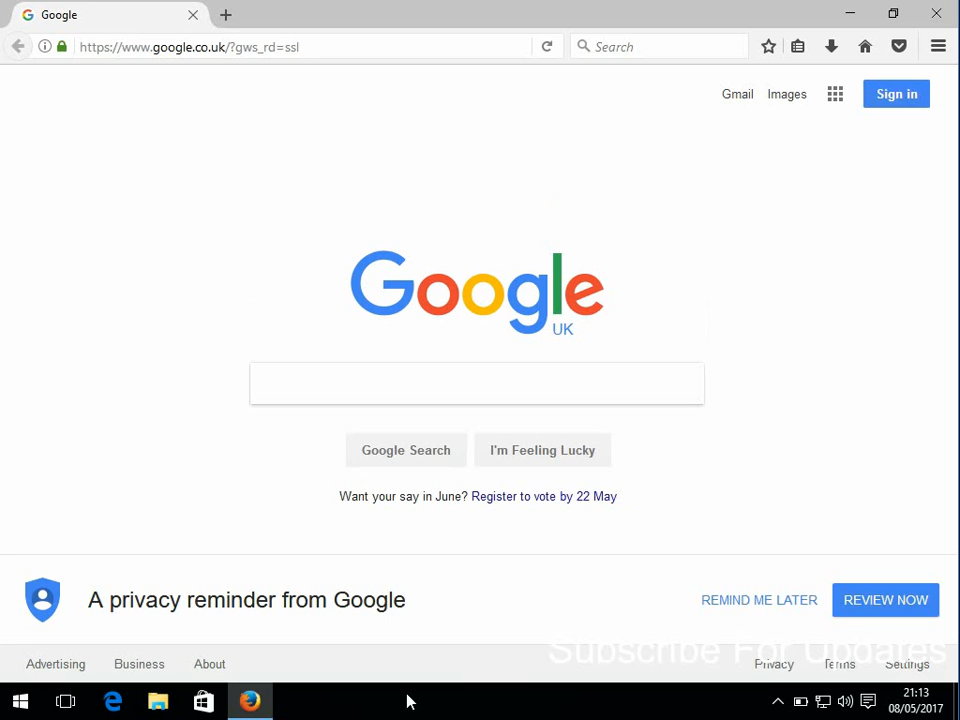 Google
https://www.google.co.uk/?gws_rd=ssl
Search
Gmail Images Sign in
Google
UK
Google Search I'm Feeling Lucky
Want your say in June? Register to vote by 22 May
A privacy reminder from Google REMIND ME LATER REVIEW NOW
Subscribe For Updates
Advertising Business About Privacy Terms Settings
21:13
08/05/2017